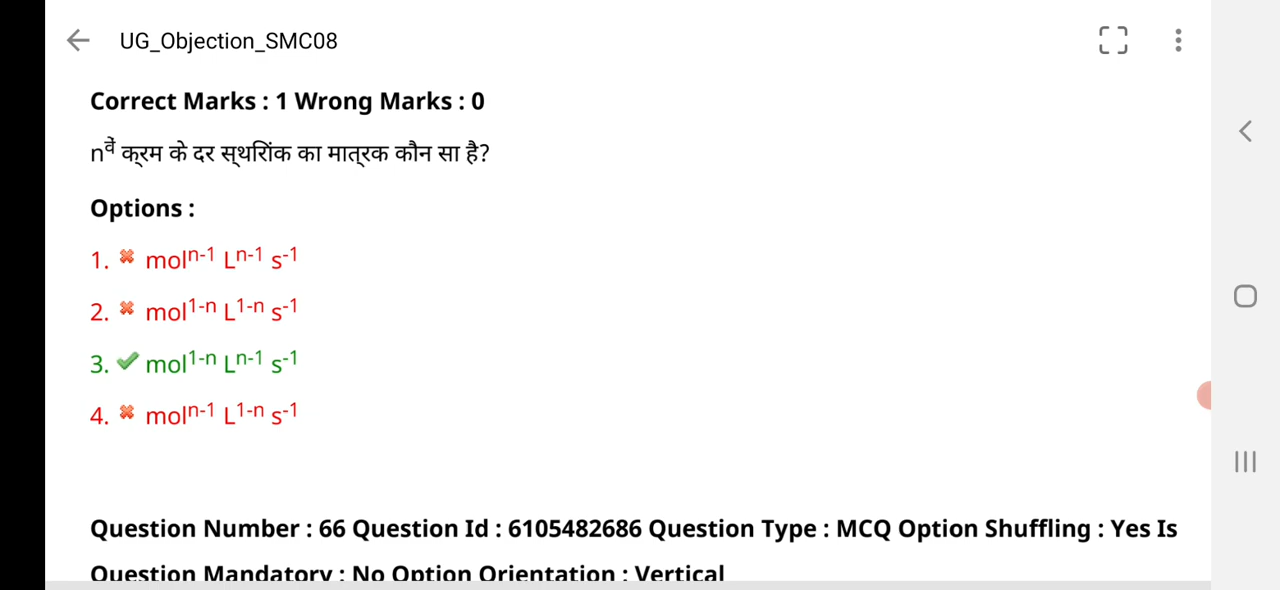 UG_Objection_SMC08
Correct Marks : 1 Wrong Marks : 0
nवें क्रम के दर स्थिरांक का मात्रक कौन सा है?
Options :
1. mol^n-1 L^n-1 s^-1
2. mol^1-n L^1-n s^-1
3. mol^1-n L^n-1 s^-1
4. mol^n-1 L^1-n s^-1
Question Number : 66 Question Id : 6105482686 Question Type : MCQ Option Shuffling : Yes Is
Question Mandatory : No Option Orientation : Vertical